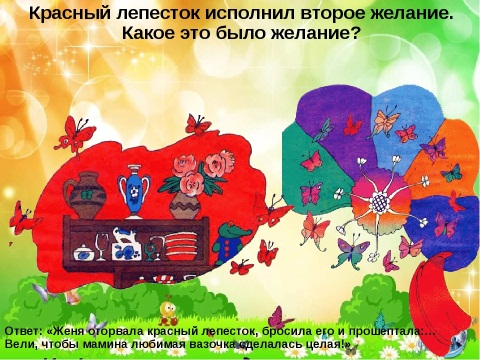 Красный лепесток исполнил второе желание.
Какое это было желание?
Ответ: «Женя оторвала красный лепесток, бросила его и прошептала:…
Вели, чтобы мамина любимая вазочка сделалась целая!»